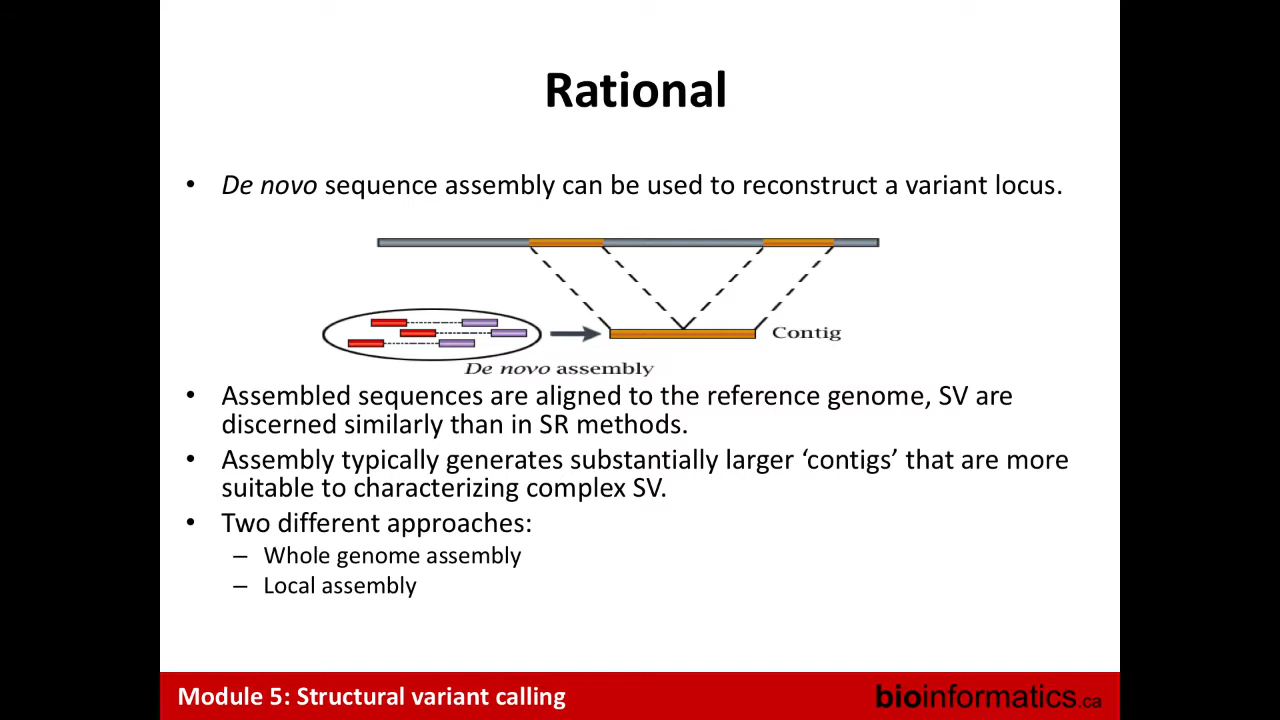 Rational
• De novo sequence assembly can be used to reconstruct a variant locus.
Contig
De novo assembly
• Assembled sequences are aligned to the reference genome, SV are
discerned similarly than in SR methods.
• Assembly typically generates substantially larger ‘contigs’ that are more
suitable to characterizing complex SV.
• Two different approaches:
– Whole genome assembly
– Local assembly
Module 5: Structural variant calling
bioinformatics.ca